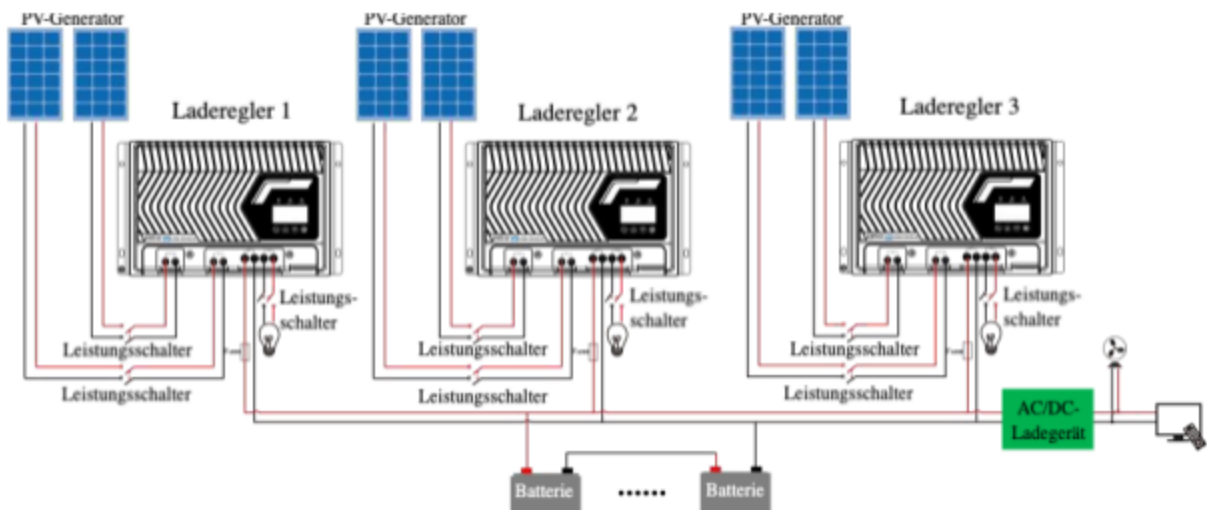 PV-Generator
PV-Generator
PV-Generator
Laderegler 1
Laderegler 2
Laderegler 3
Leistungs-
schalter
Leistungs-
schalter
Leistungs-
schalter
Leistungsschalter
Leistungsschalter
Leistungsschalter
Leistungsschalter
Leistungsschalter
Leistungsschalter
AC/DC-
Ladegerät
Batterie
......
Batterie